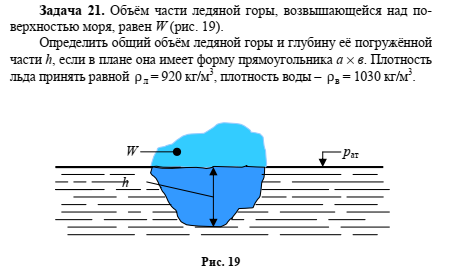 Задача 21. Объём части ледяной горы, возвышающейся над по-
верхностью моря, равен W (рис. 19).
Определить общий объём ледяной горы и глубину её погружённой
части h, если в плане она имеет форму прямоугольника а × в. Плотность
льда принять равной ρл = 920 кг/м³, плотность воды – ρв = 1030 кг/м³.
W
pат
h
Рис. 19